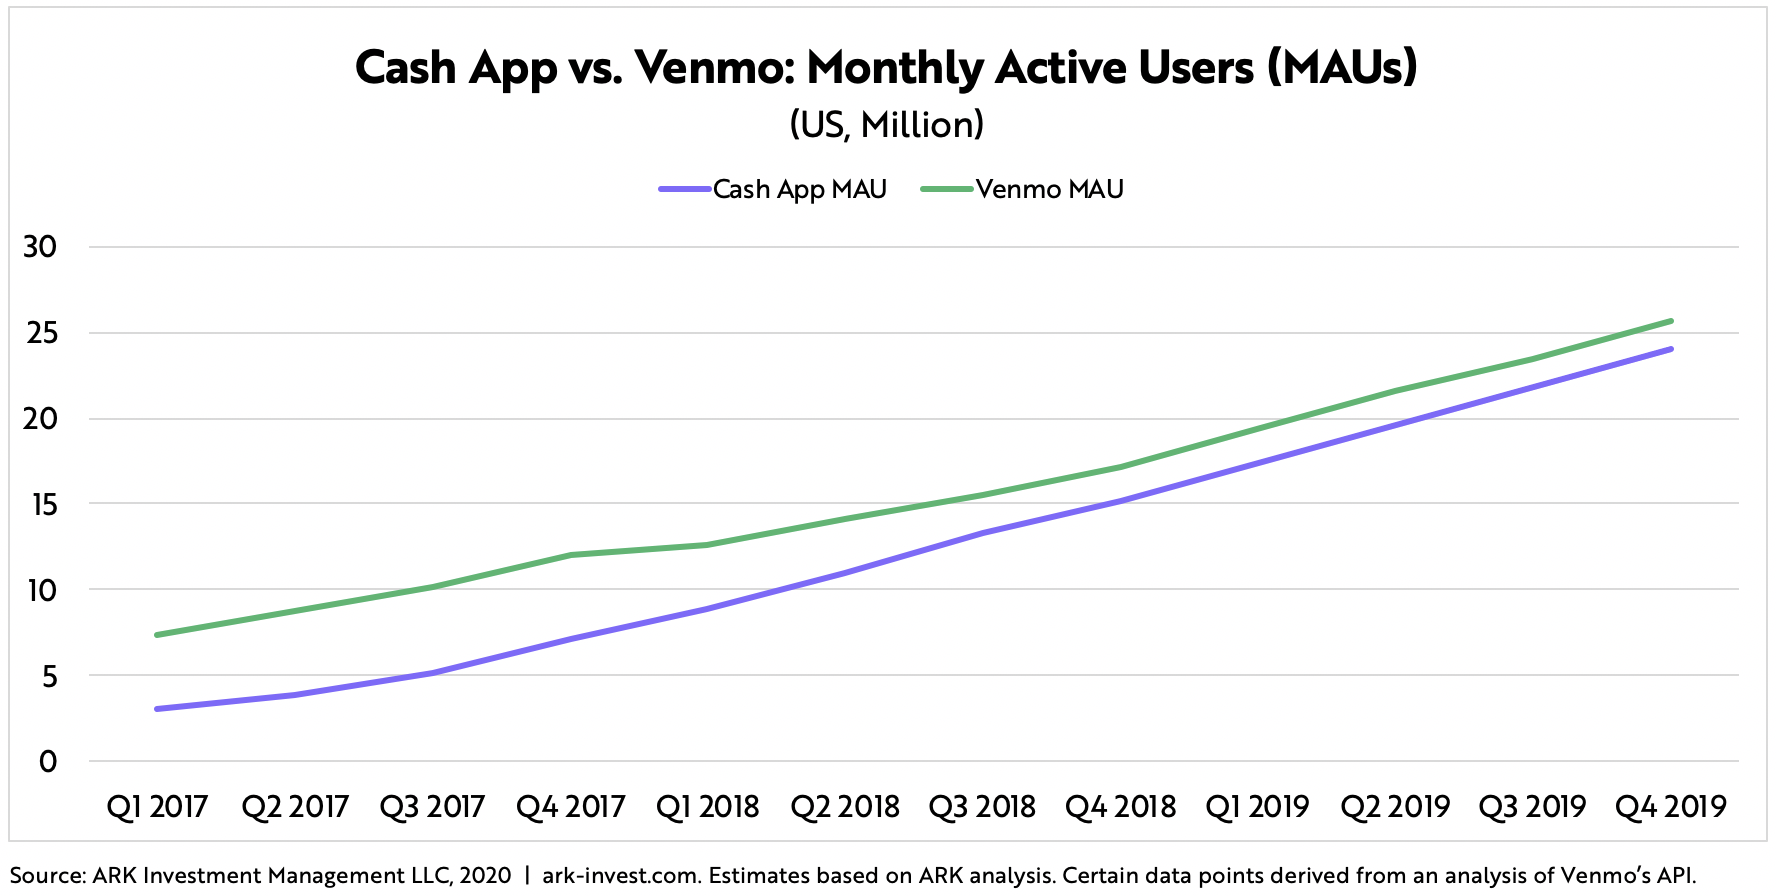 Cash App vs. Venmo: Monthly Active Users (MAUs)
(US, Million)
Cash App MAU Venmo MAU
30
25
20
15
10
5
0
Q1 2017 Q2 2017 Q3 2017 Q4 2017 Q1 2018 Q2 2018 Q3 2018 Q4 2018 Q1 2019 Q2 2019 Q3 2019 Q4 2019
Source: ARK Investment Management LLC, 2020 | ark-invest.com. Estimates based on ARK analysis. Certain data points derived from an analysis of Venmo’s API.